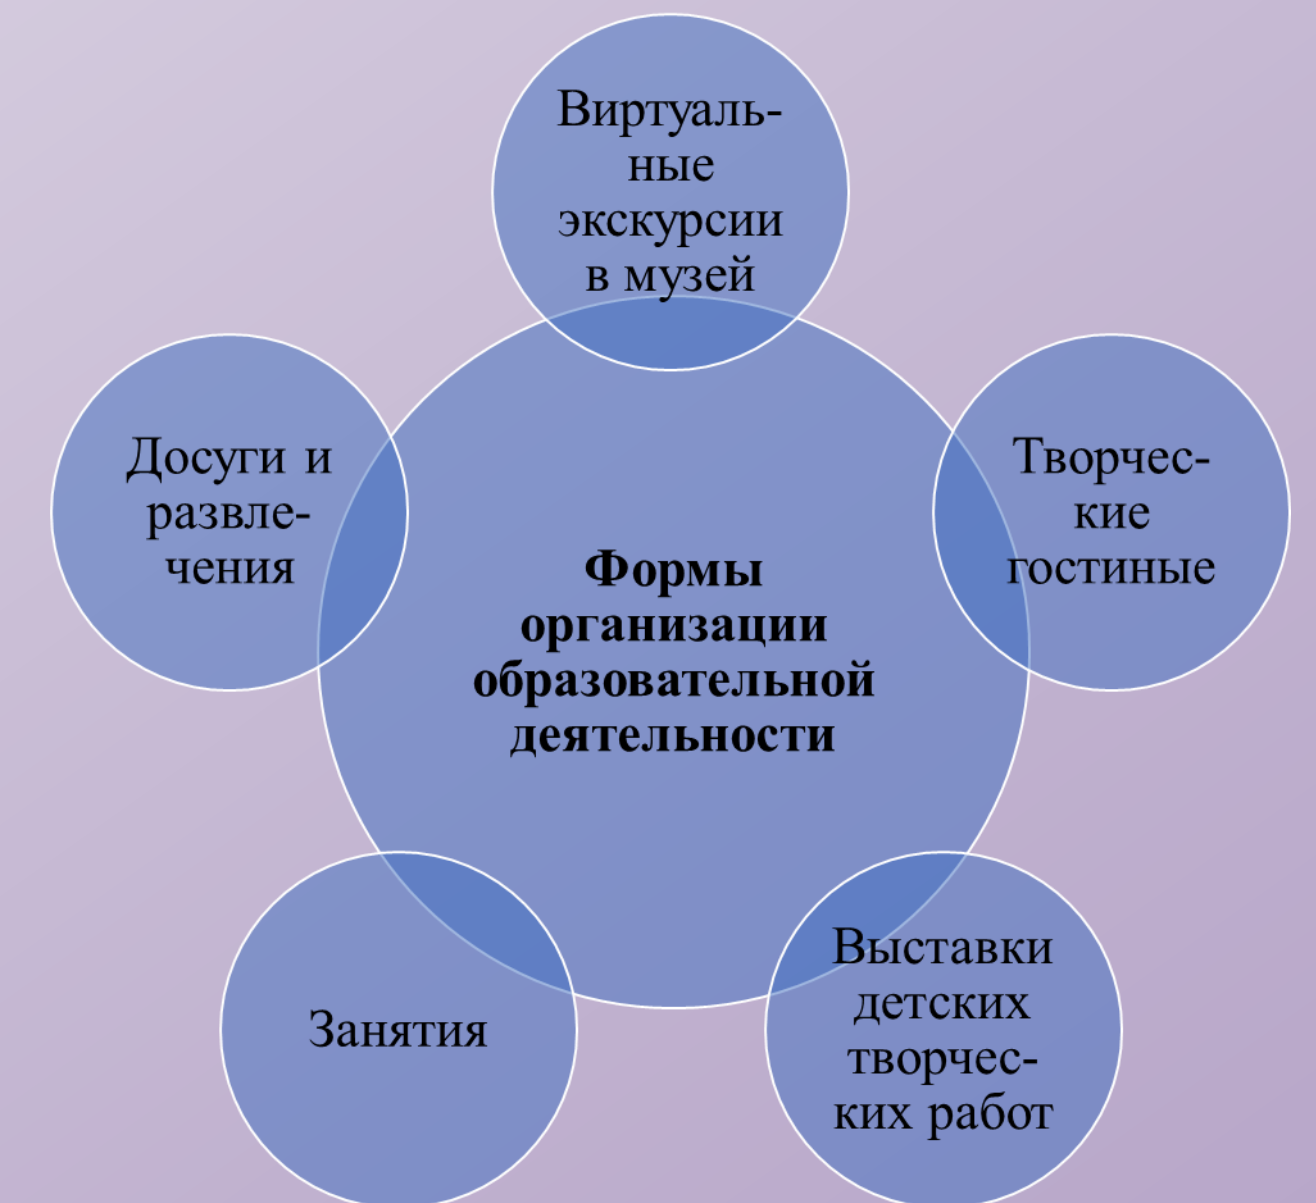 Виртуаль-
ные
экскурсии
в музей
Досуги и
развле-
чения
Творчес-
кие
гостиные
Формы
организации
образовательной
деятельности
Занятия
Выставки
детских
творчес-
ких работ